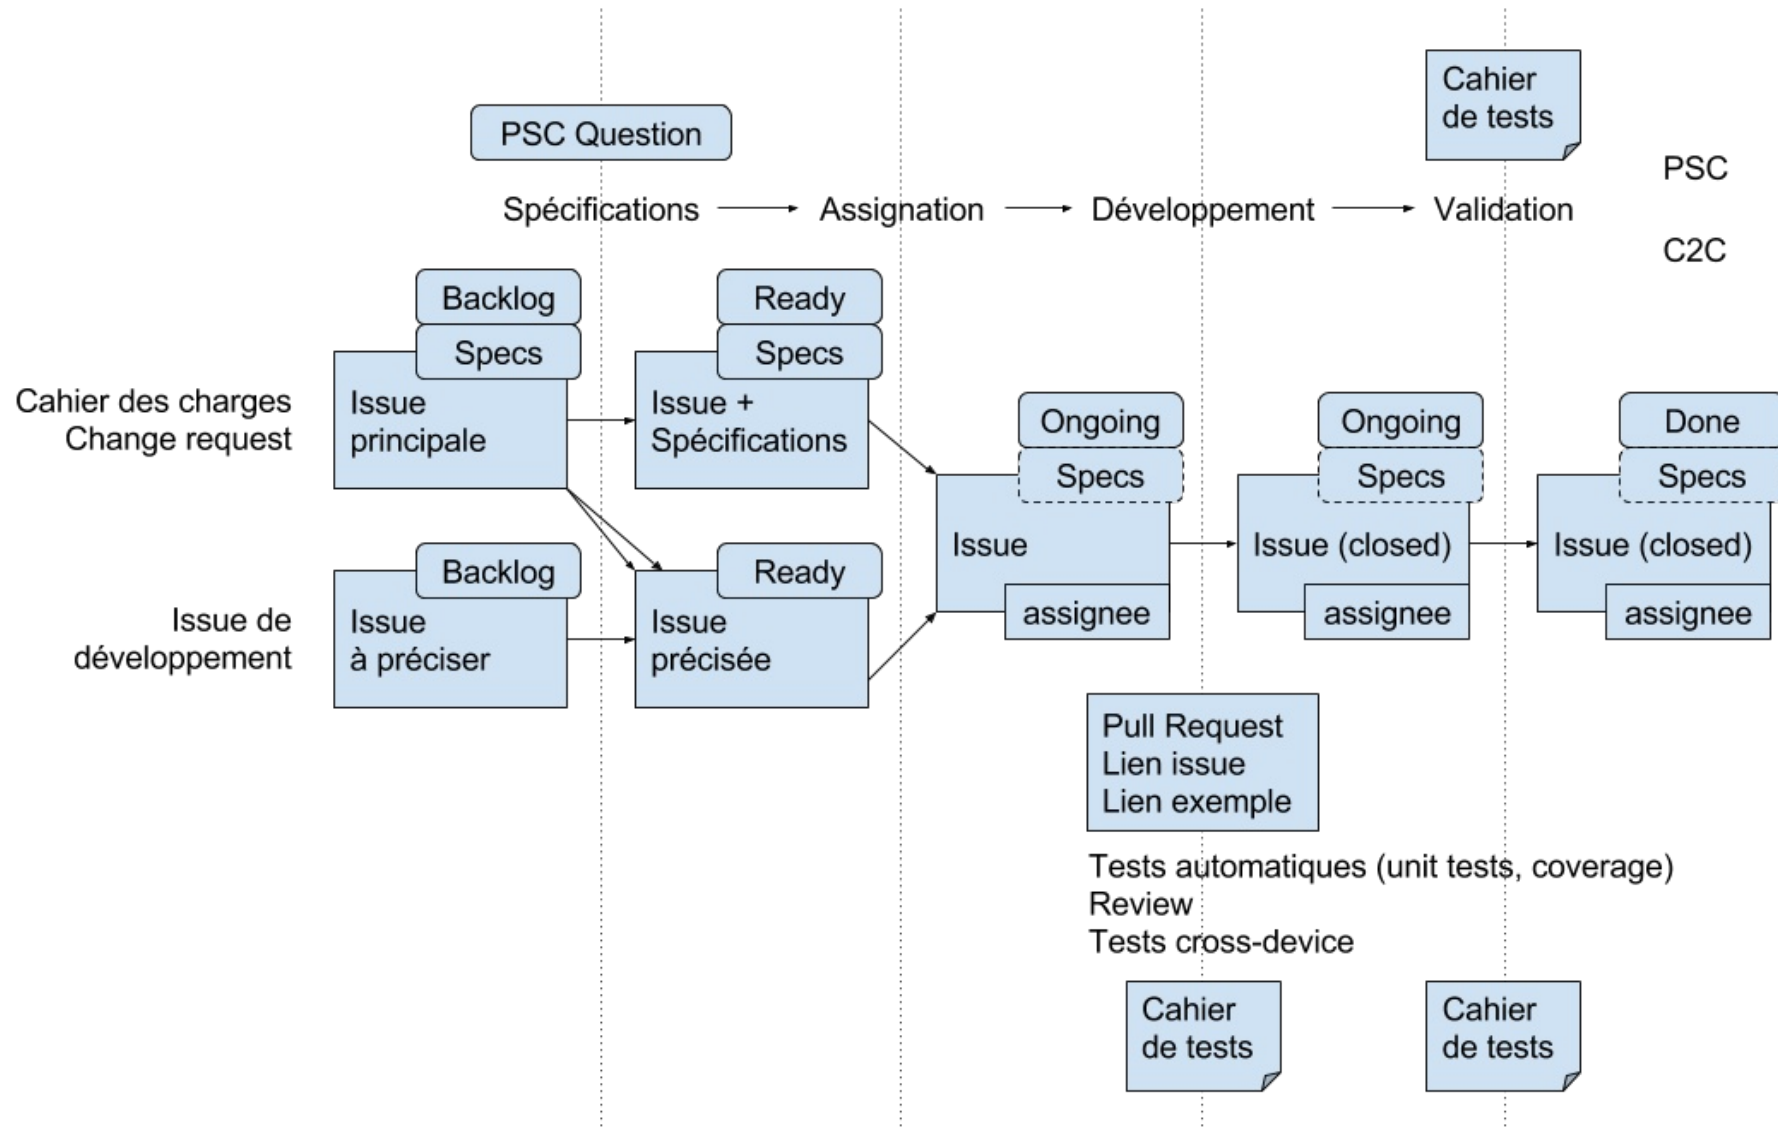 Cahier
de tests
PSC Question
PSC
Spécifications
Assignation
Développement
Validation
C2C
Backlog
Specs
Ready
Specs
Cahier des charges
Change request
Issue
principale
Issue +
Spécifications
Ongoing
Specs
Ongoing
Specs
Done
Specs
Issue
assignee
Issue (closed)
assignee
Issue (closed)
assignee
Issue de
développement
Backlog
Issue
à préciser
Ready
Issue
précisée
Pull Request
Lien issue
Lien exemple
Tests automatiques (unit tests, coverage)
Review
Tests cross-device
Cahier
de tests
Cahier
de tests